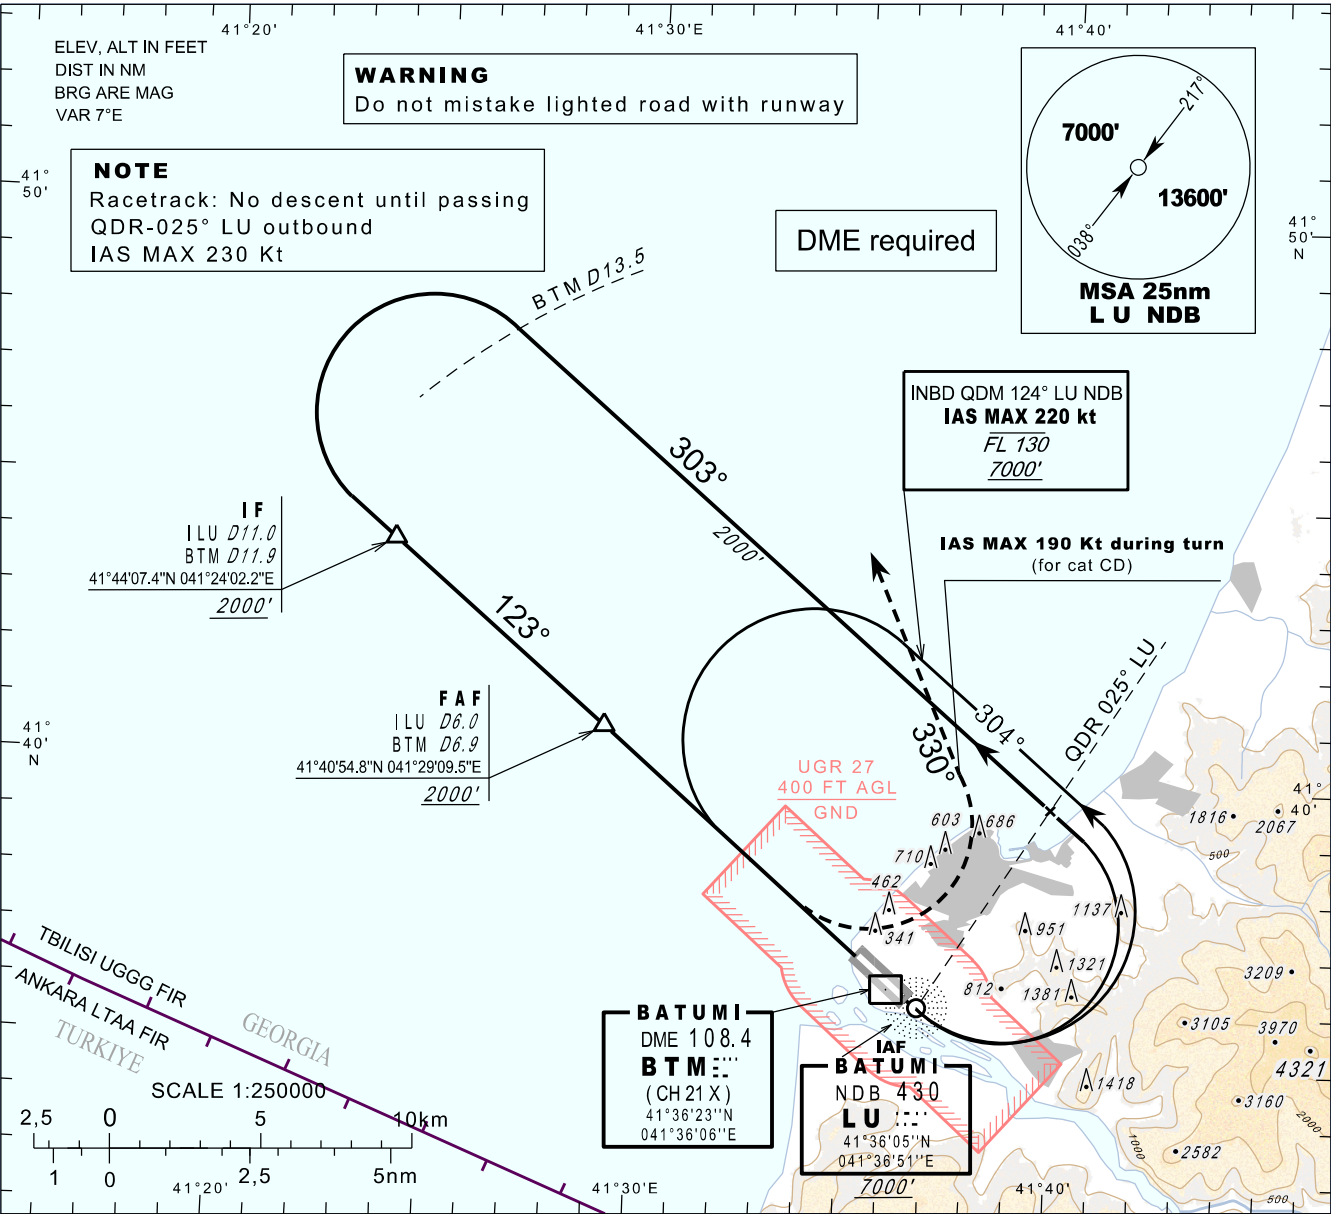 41°20'
41°30'E
41°40'
ELEV, ALT IN FEET
DIST IN NM
BRG ARE MAG
VAR 7°E
WARNING
Do not mistake lighted road with runway
217°
7000'
13600'
038°
MSA 25nm
L U NDB
41°
50'
NOTE
Racetrack: No descent until passing
QDR-025° LU outbound
IAS MAX 230 Kt
DME required
41°
50'
N
BTM D13.5
INBD QDM 124° LU NDB
IAS MAX 220 kt
FL 130
7000'
303°
2000'
IF
ILU D11.0
BTM D11.9
41°44'07.4"N 041°24'02.2"E
2000'
IAS MAX 190 Kt during turn
(for cat CD)
123°
QDR 025° LU
FAF
ILU D6.0
BTM D6.9
41°40'54.8"N 041°29'09.5"E
2000'
304°
330°
41°
40'
N
UGR 27
400 FT AGL
GND
41°
40'
1816
2067
500
603
686
710
462
341
1137
951
1321
812
1381
3209
3105
3970
4321
1418
3160
2582
1000
2000
500
TBILISI UGGG FIR
ANKARA LTAA FIR
TURKIYE
GEORGIA
BATUMI
DME 108.4
BTM
(CH 21 X)
41°36'23''N
041°36'06''E
IAF
BATUMI
NDB 430
LU
41°36'05''N
041°36'51''E
7000'
SCALE 1:250000
2,5 0 5 10km
1 0 2,5 5nm
41°20'
41°30'E
41°40'